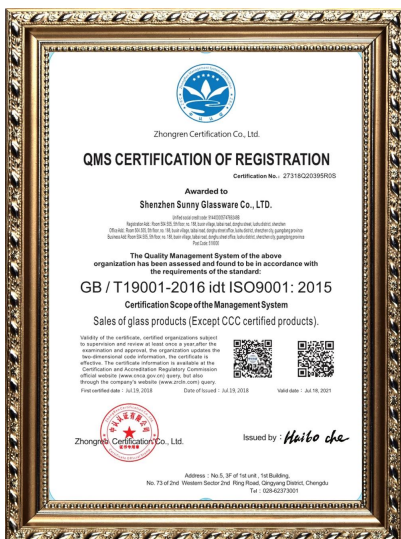 Zhongren Certification Co., Ltd.
QMS CERTIFICATION OF REGISTRATION
Certification No.: 27318Q20395R0S
Awarded to
Shenzhen Sunny Glassware Co., LTD.
The Quality Management System of the above
organization has been assessed and found to be in accordance with
the requirements of the standard:
GB / T19001-2016 idt ISO9001: 2015
Certification Scope of the Management System
Sales of glass products (Except CCC certified products).
Validity of the certificate, certified organizations subject
to supervision and review at least once a year.after the
examination and approval, the organization updates the
two-dimensional code information, the certificate is
effective. The certificate information is available at the
Certification and Accreditation Regulatory Commission
official website (www.cnca.gov.cn) query, but also
through the company's website (www.zrctn.com) query.
First certified date : Jul.19, 2018
Date of Issued : Jul.19, 2018
Valid date : Jul.18, 2021
Zhongren Certification Co., Ltd.
Issued by : Haibo che
Address : No.5, 3F of 1st unit , 1st Building,
No. 73 of 2nd Western Sector 2nd Ring Road, Qingyang District, Chengdu
Tel : 028-62373001